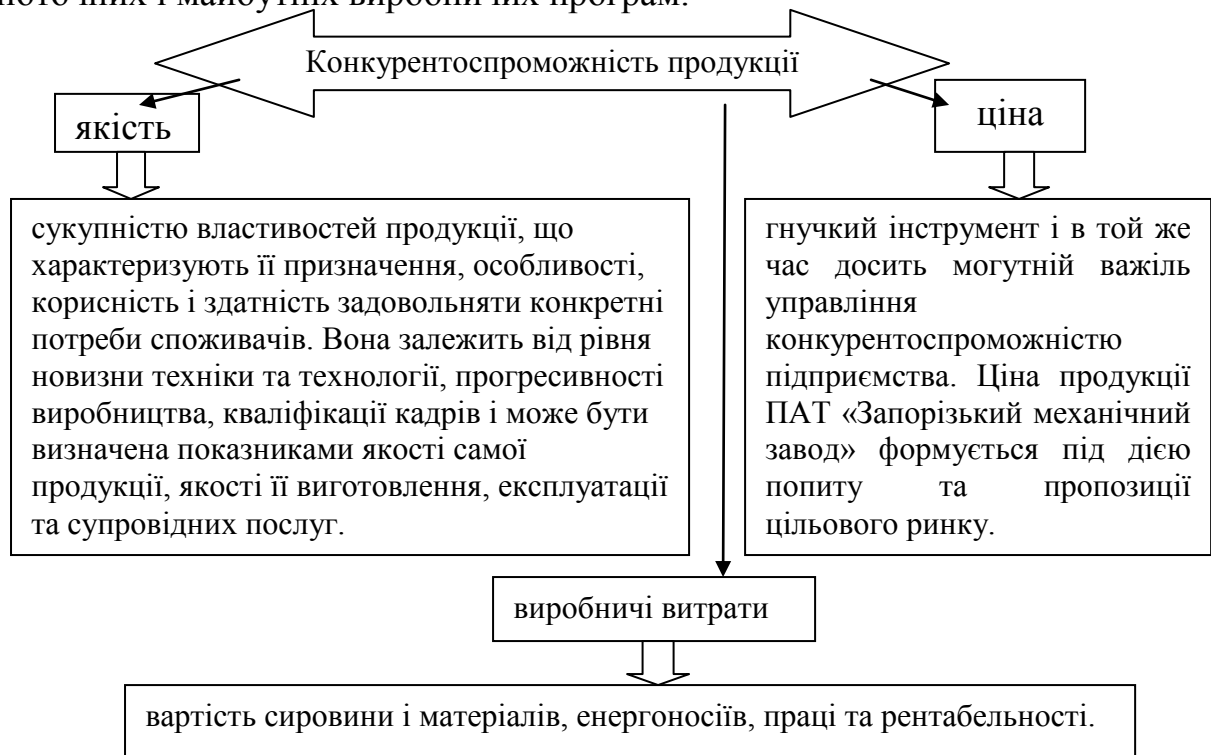 поточних і майбутніх виробничих програм.
Конкурентоспроможність продукції
якість
ціна
сукупністю властивостей продукції, що
характеризують її призначення, особливості,
корисність і здатність задовольняти конкретні
потреби споживачів. Вона залежить від рівня
новизни техніки та технології, прогресивності
виробництва, кваліфікації кадрів і може бути
визначена показниками якості самої
продукції, якості її виготовлення, експлуатації
та супровідних послуг.
гнучкий інструмент і в той же
час досить могутній важіль
управління
конкурентоспроможністю
підприємства. Ціна продукції
ПАТ «Запорізький механічний
завод» формується під дією
попиту та пропозиції
цільового ринку.
виробничі витрати
вартість сировини і матеріалів, енергоносіїв, праці та рентабельності.